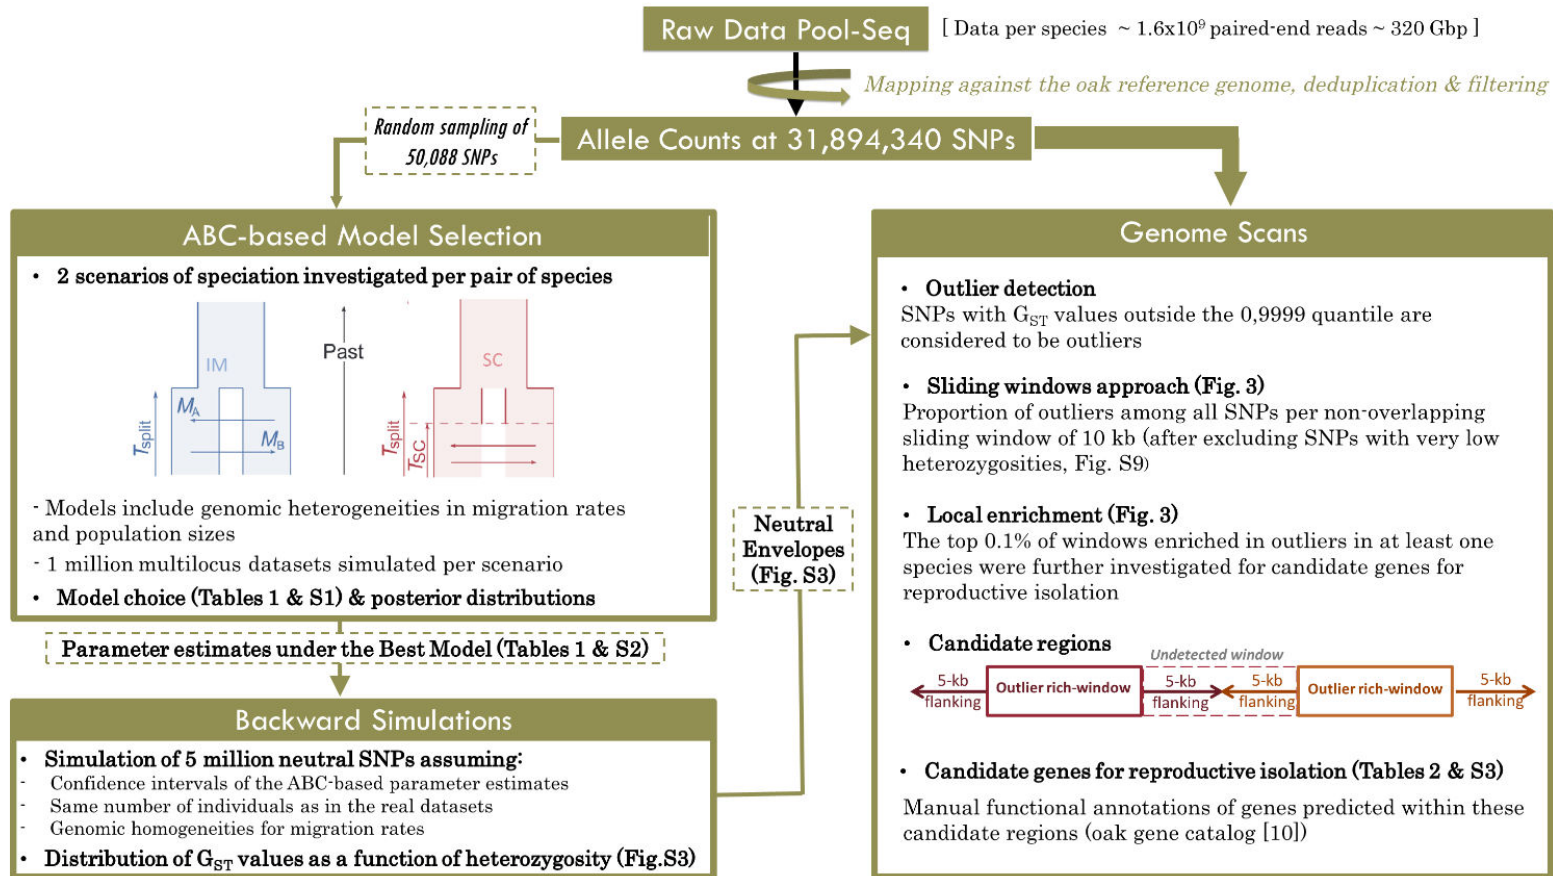 Raw Data Pool-Seq
[ Data per species ~ 1.6x10⁹ paired-end reads ~ 320 Gbp ]
Mapping against the oak reference genome, deduplication & filtering
Random sampling of
50,088 SNPs
Allele Counts at 31,894,340 SNPs
ABC-based Model Selection
• 2 scenarios of speciation investigated per pair of species
IM
Past
SC
M_A
M_B
T_split
T_split
T_SC
- Models include genomic heterogeneities in migration rates
and population sizes
- 1 million multilocus datasets simulated per scenario
• Model choice (Tables 1 & S1) & posterior distributions
Parameter estimates under the Best Model (Tables 1 & S2)
Backward Simulations
• Simulation of 5 million neutral SNPs assuming:
- Confidence intervals of the ABC-based parameter estimates
- Same number of individuals as in the real datasets
- Genomic homogeneities for migration rates
• Distribution of G_ST values as a function of heterozygosity (Fig.S3)
Neutral
Envelopes
(Fig. S3)
Genome Scans
• Outlier detection
SNPs with G_ST values outside the 0,9999 quantile are
considered to be outliers
• Sliding windows approach (Fig. 3)
Proportion of outliers among all SNPs per non-overlapping
sliding window of 10 kb (after excluding SNPs with very low
heterozygosities, Fig. S9)
• Local enrichment (Fig. 3)
The top 0.1% of windows enriched in outliers in at least one
species were further investigated for candidate genes for
reproductive isolation
• Candidate regions
Undetected window
5-kb
flanking
Outlier rich-window
5-kb
flanking
5-kb
flanking
Outlier rich-window
5-kb
flanking
• Candidate genes for reproductive isolation (Tables 2 & S3)
Manual functional annotations of genes predicted within these
candidate regions (oak gene catalog [10])